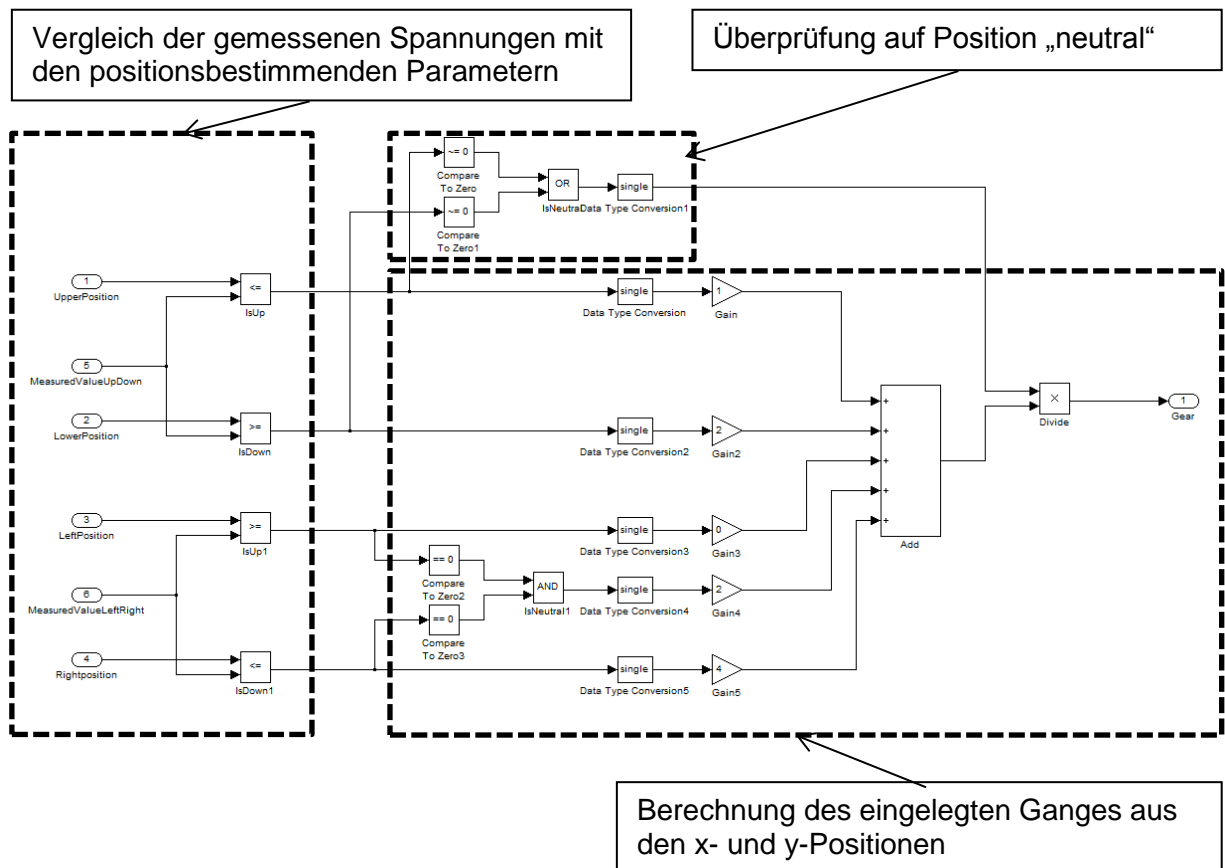 Vergleich der gemessenen Spannungen mit
den positionsbestimmenden Parametern
Überprüfung auf Position „neutral“
~= 0
Compare
To Zero
OR
IsNeutra
single
Data Type Conversion1
~= 0
Compare
To Zero1
1
UpperPosition
<=
IsUp
single
Data Type Conversion
1
Gain
5
MeasuredValueUpDown
2
LowerPosition
>=
IsDown
single
Data Type Conversion2
2
Gain2
+
+
+
+
+
Add
×
Divide
1
Gear
3
LeftPosition
>=
IsUp1
single
Data Type Conversion3
0
Gain3
== 0
Compare
To Zero2
AND
IsNeutral1
single
Data Type Conversion4
2
Gain4
6
MeasuredValueLeftRight
== 0
Compare
To Zero3
4
Rightposition
<=
IsDown1
single
Data Type Conversion5
4
Gain5
Berechnung des eingelegten Ganges aus
den x- und y-Positionen